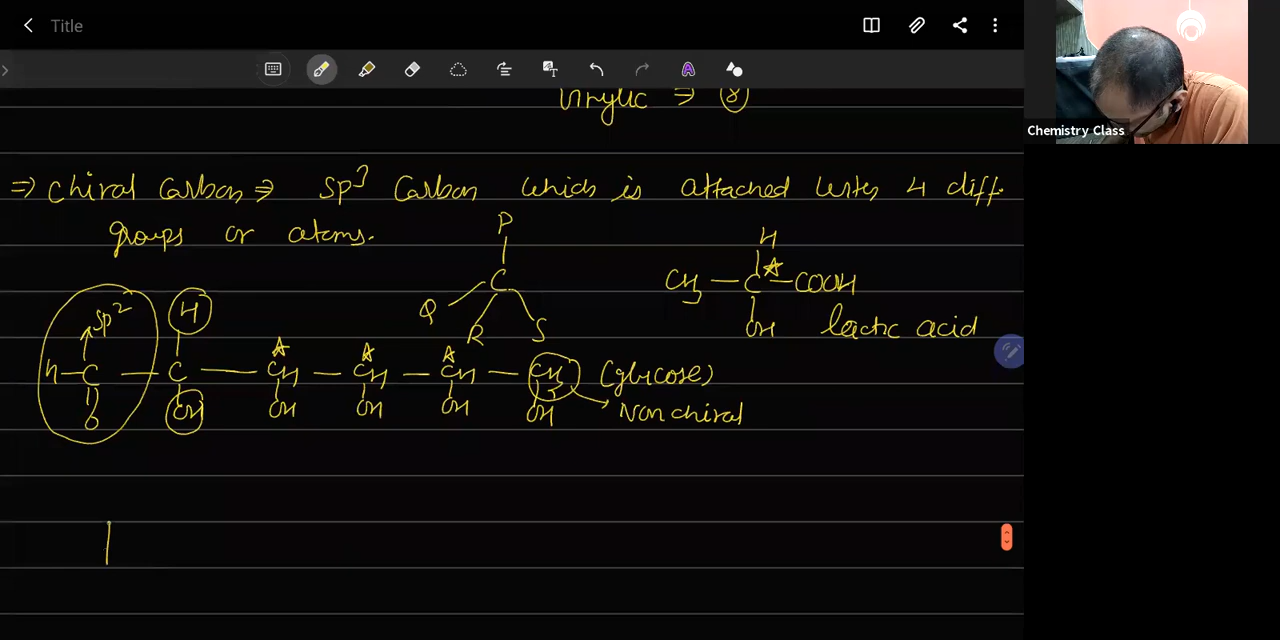 Title
Chemistry Class
Vinylic ⇒ 8
⇒ Chiral Carbon ⇒ SP3 Carbon which is attached with 4 diff.
groups or atoms.
P
C
Q
R S
H
CH3 — C — COOH
OH lactic acid
SP2 H
H — C — C — CH — CH — CH — CH2 (glucose)
O OH OH OH OH OH Non chiral